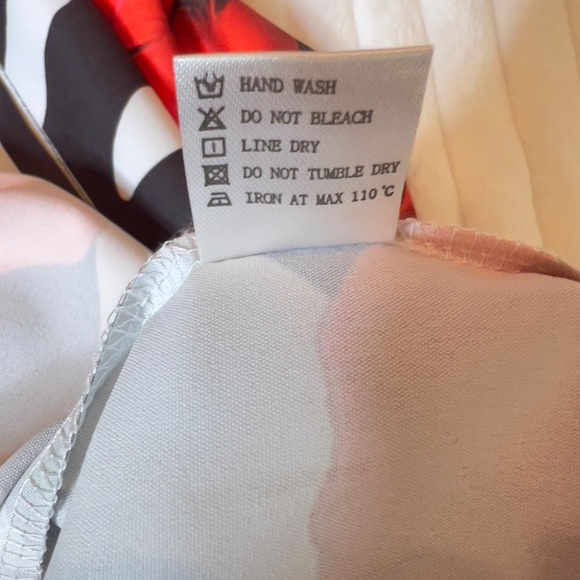 HAND WASH
DO NOT BLEACH
LINE DRY
DO NOT TUMBLE DRY
IRON AT MAX 110℃